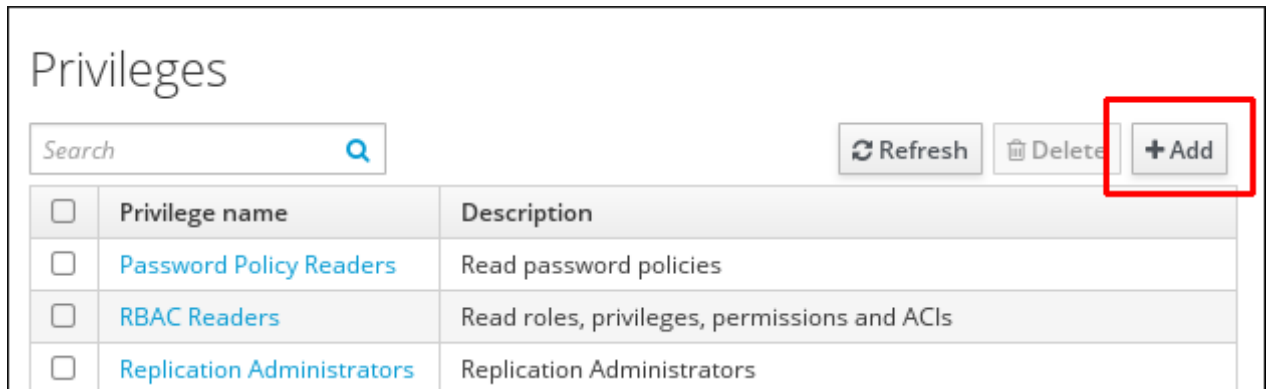 Privileges
Search
Refresh Delete + Add
Privilege name Description
Password Policy Readers Read password policies
RBAC Readers Read roles, privileges, permissions and ACIs
Replication Administrators Replication Administrators